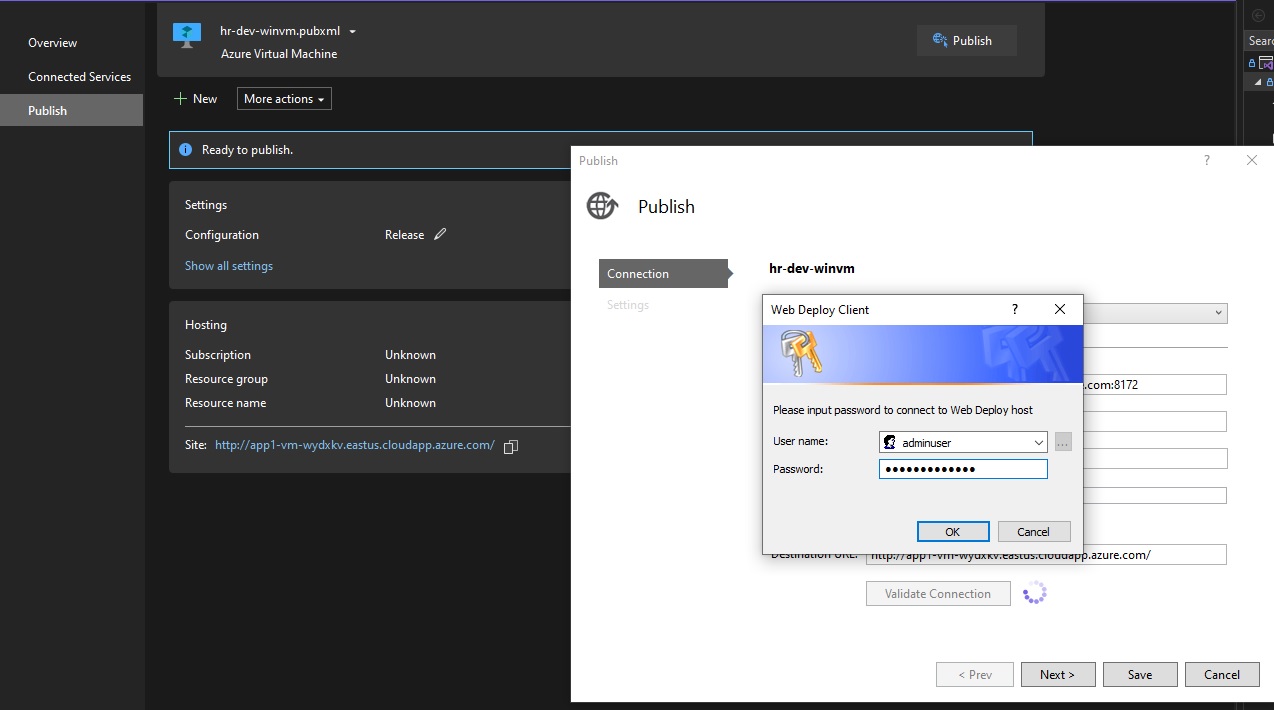 hr-dev-winvm.pubxml
Azure Virtual Machine
Publish
Overview
Connected Services
Publish
New
More actions
Ready to publish.
Settings
Configuration Release
Show all settings
Hosting
Subscription Unknown
Resource group Unknown
Resource name Unknown
Site: http://app1-vm-wydxkv.eastus.cloudapp.azure.com/
Publish ?
Publish
Connection
Settings
hr-dev-winvm
.com:8172
Web Deploy Client ?
Please input password to connect to Web Deploy host
User name: adminuser ...
Password: •••••••••••••
OK Cancel
Destination URL: http://app1-vm-wydxkv.eastus.cloudapp.azure.com/
Validate Connection
< Prev Next > Save Cancel